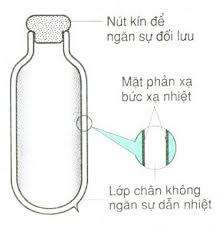 Nút kín để
ngăn sự đối lưu
Mặt phản xạ
bức xạ nhiệt
Lớp chân không
ngăn sự dẫn nhiệt